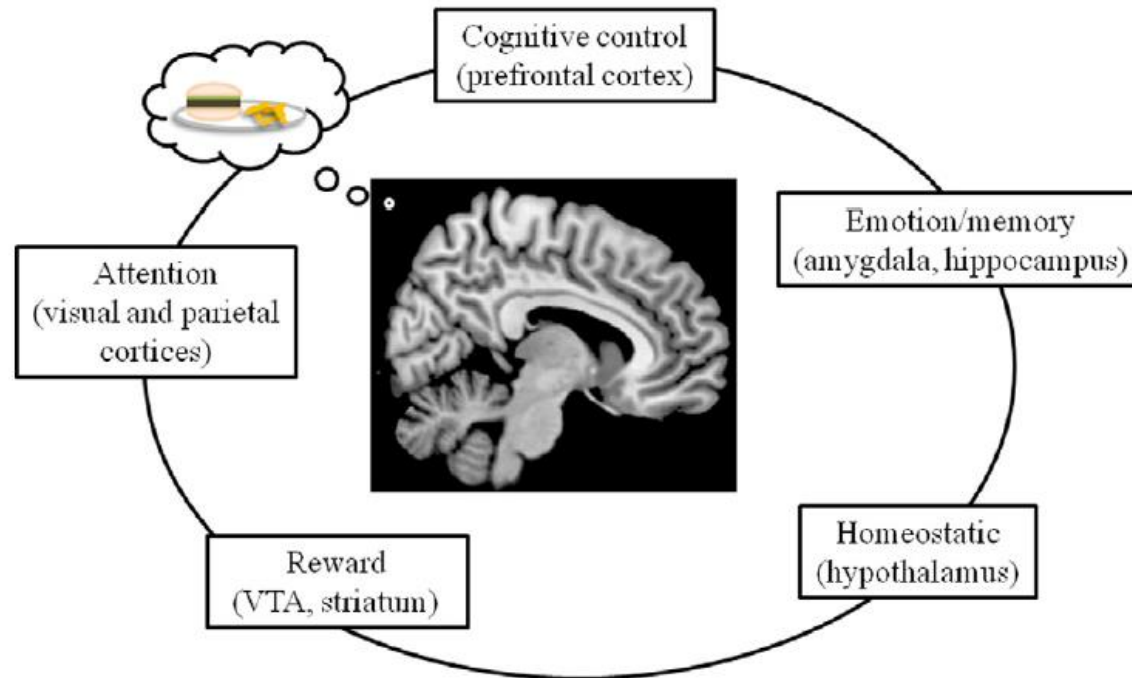 Cognitive control
(prefrontal cortex)
Emotion/memory
(amygdala, hippocampus)
Attention
(visual and parietal
cortices)
Homeostatic
(hypothalamus)
Reward
(VTA, striatum)